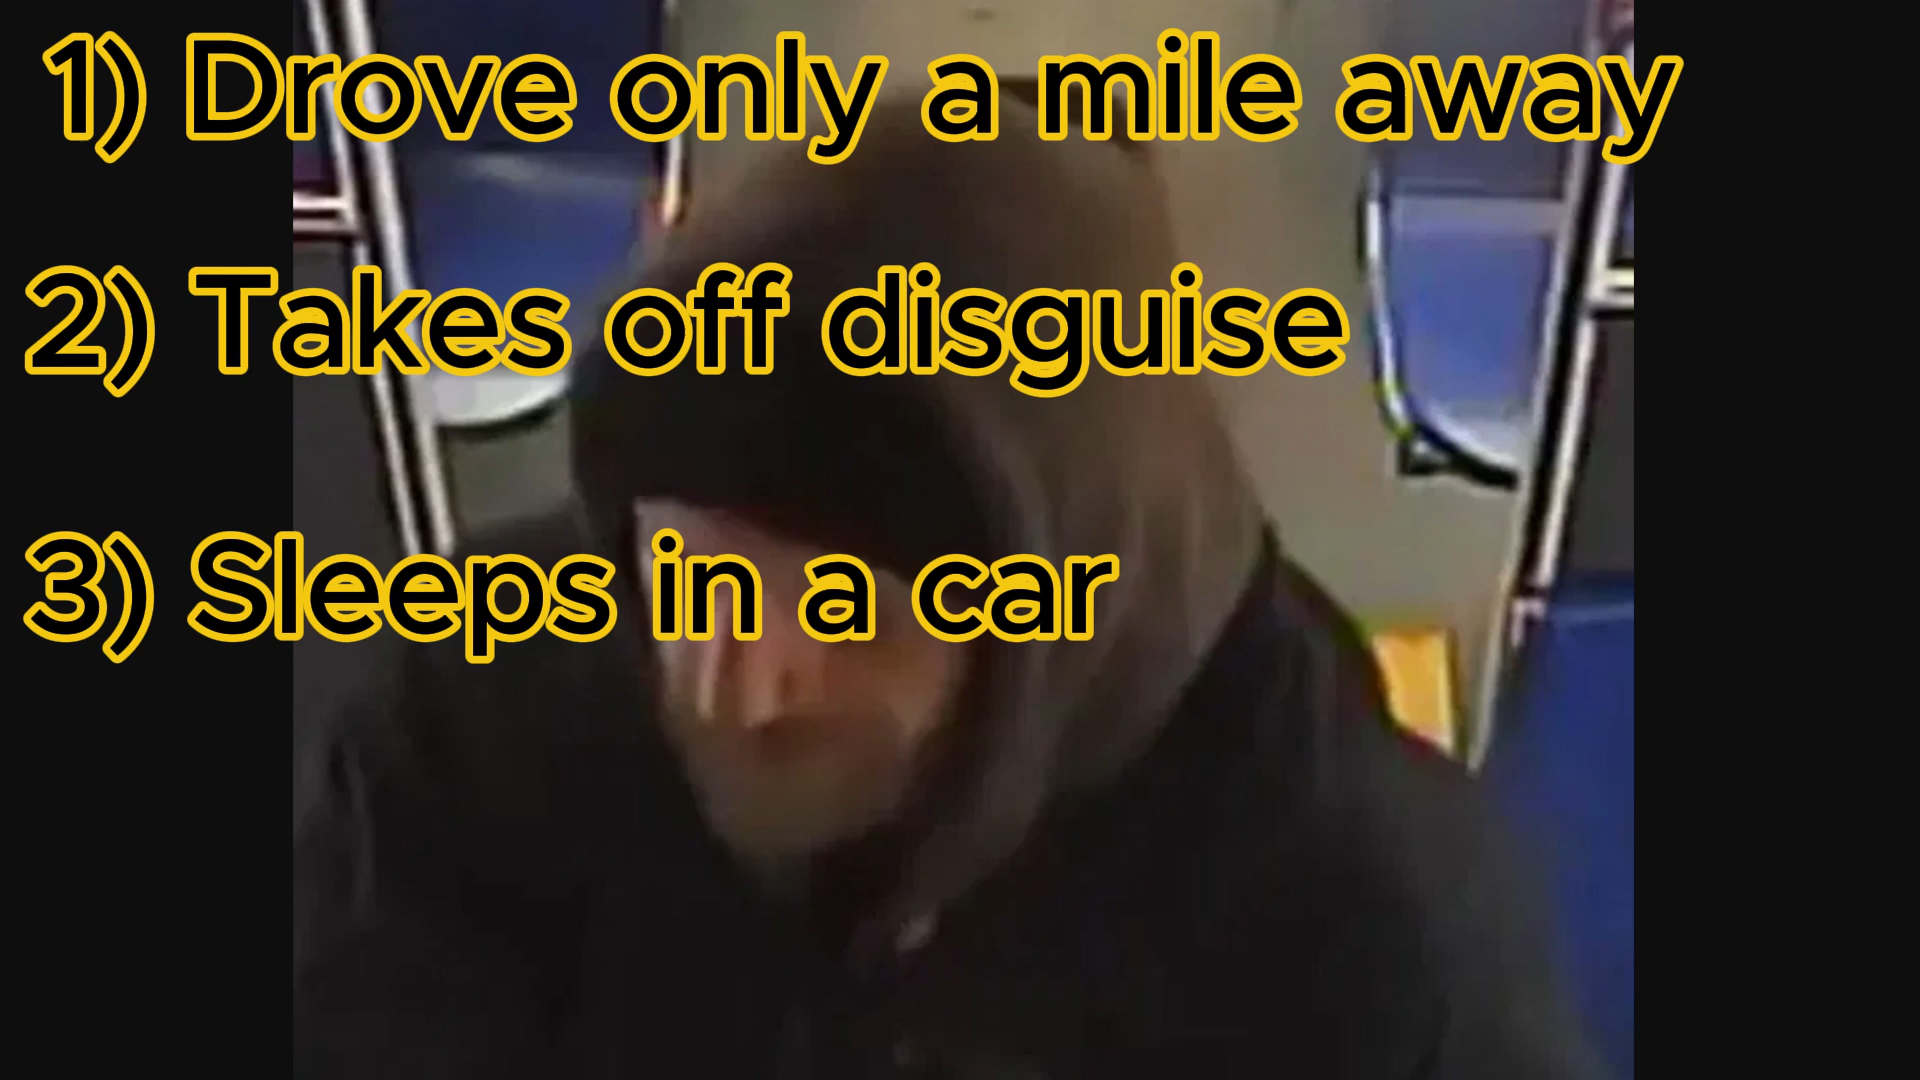 1) Drove only a mile away
2) Takes off disguise
3) Sleeps in a car